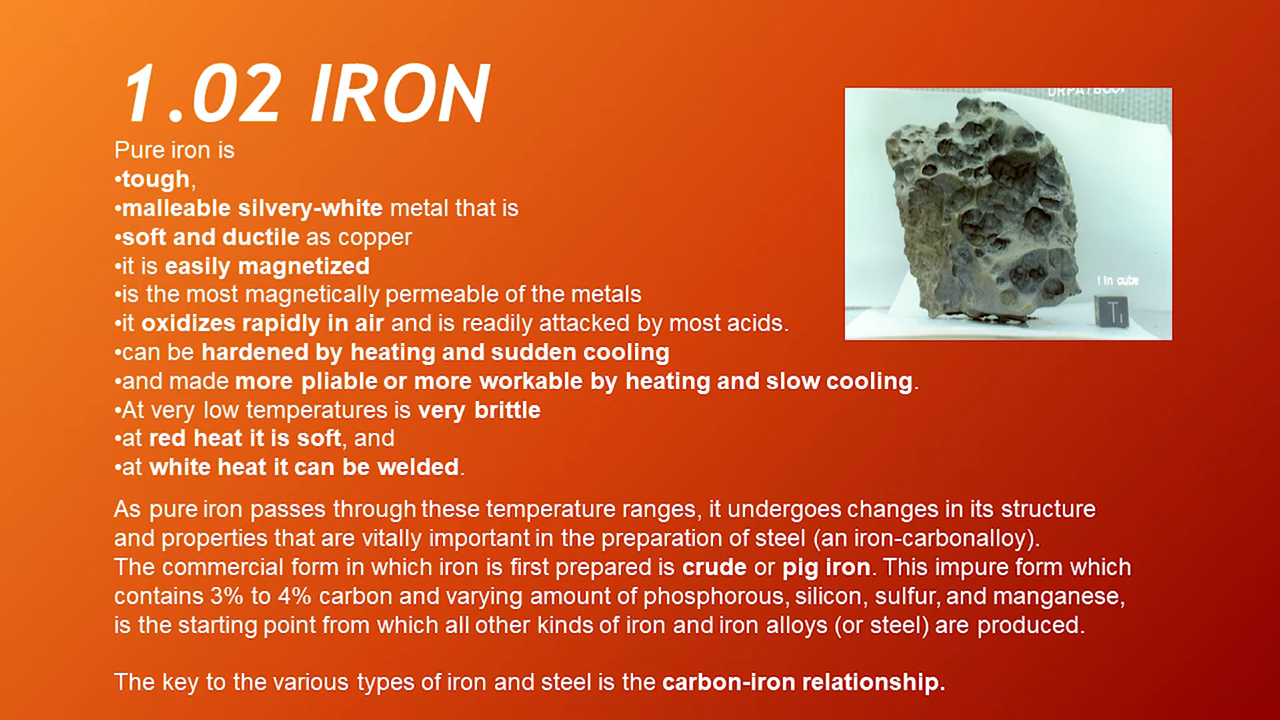 1.02 IRON
Pure iron is
•tough,
•malleable silvery-white metal that is
•soft and ductile as copper
•it is easily magnetized
•is the most magnetically permeable of the metals
•it oxidizes rapidly in air and is readily attacked by most acids.
•can be hardened by heating and sudden cooling
•and made more pliable or more workable by heating and slow cooling.
•At very low temperatures is very brittle
•at red heat it is soft, and
•at white heat it can be welded.
As pure iron passes through these temperature ranges, it undergoes changes in its structure
and properties that are vitally important in the preparation of steel (an iron-carbonalloy).
The commercial form in which iron is first prepared is crude or pig iron. This impure form which
contains 3% to 4% carbon and varying amount of phosphorous, silicon, sulfur, and manganese,
is the starting point from which all other kinds of iron and iron alloys (or steel) are produced.
The key to the various types of iron and steel is the carbon-iron relationship.
1 in cube